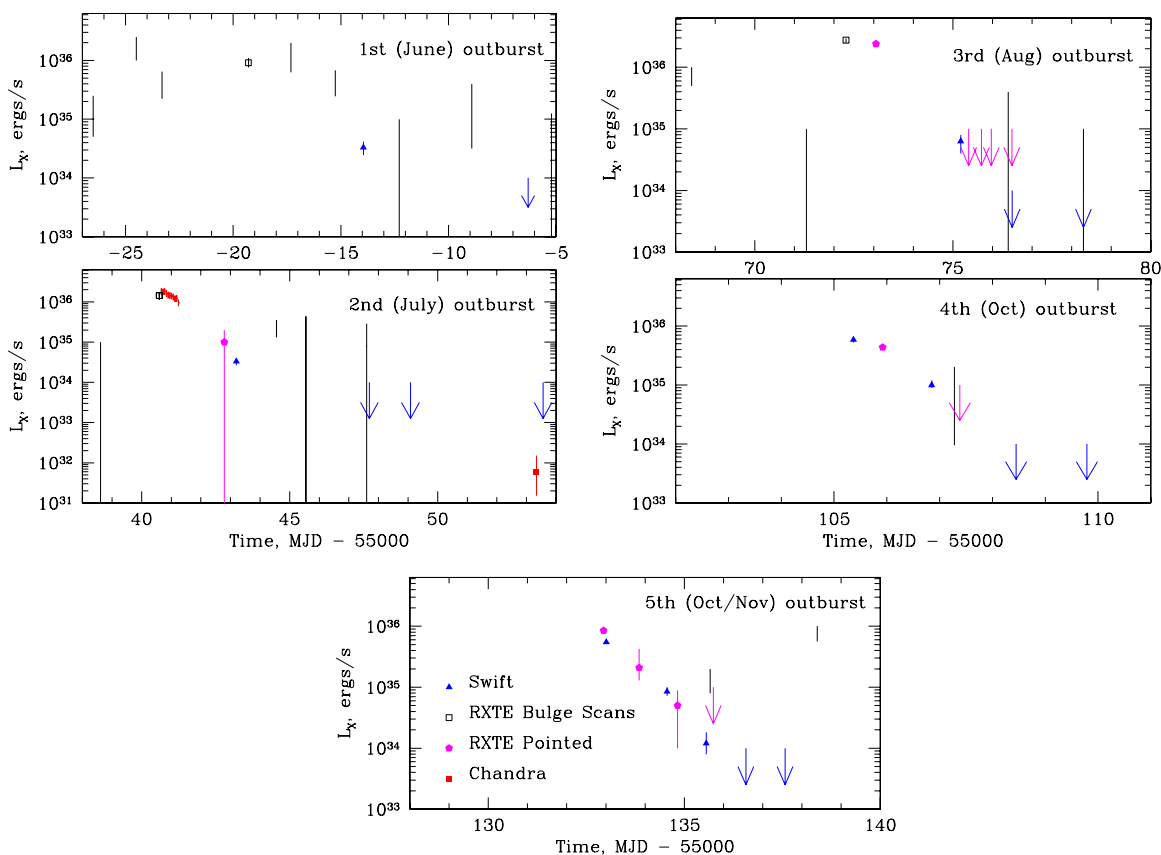 1st (June) outburst
L_X, ergs/s
10^36
10^35
10^34
10^33
−25 −20 −15 −10 −5
3rd (Aug) outburst
L_X, ergs/s
10^36
10^35
10^34
10^33
70 75 80
2nd (July) outburst
L_X, ergs/s
10^36
10^35
10^34
10^33
10^32
10^31
40 45 50
Time, MJD − 55000
4th (Oct) outburst
L_X, ergs/s
10^36
10^35
10^34
10^33
105 110
Time, MJD − 55000
5th (Oct/Nov) outburst
L_X, ergs/s
10^36
10^35
10^34
10^33
Swift
RXTE Bulge Scans
RXTE Pointed
Chandra
130 135 140
Time, MJD − 55000